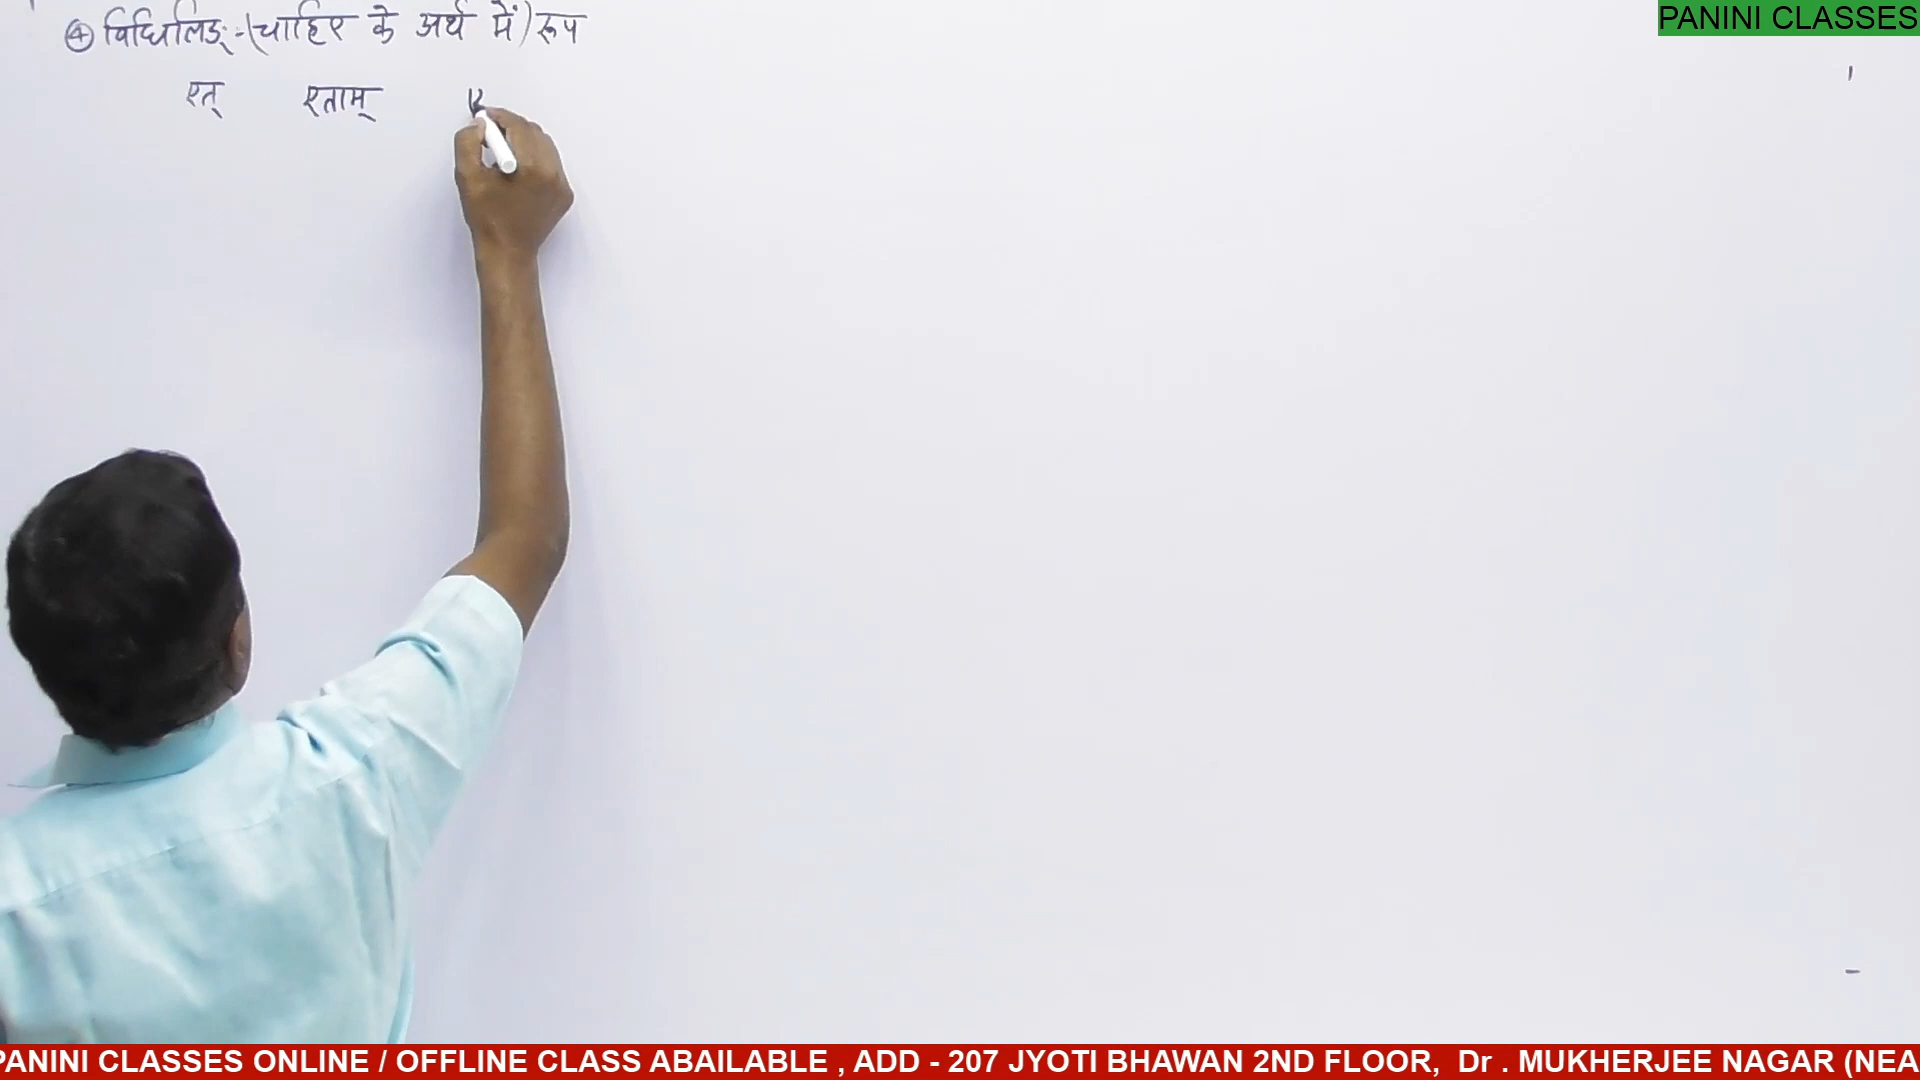 PANINI CLASSES
④ विधिलिङ् :- (चाहिए के अर्थ में) रूप
एत् एताम्
PANINI CLASSES ONLINE / OFFLINE CLASS ABAILABLE , ADD - 207 JYOTI BHAWAN 2ND FLOOR, Dr . MUKHERJEE NAGAR (NEA